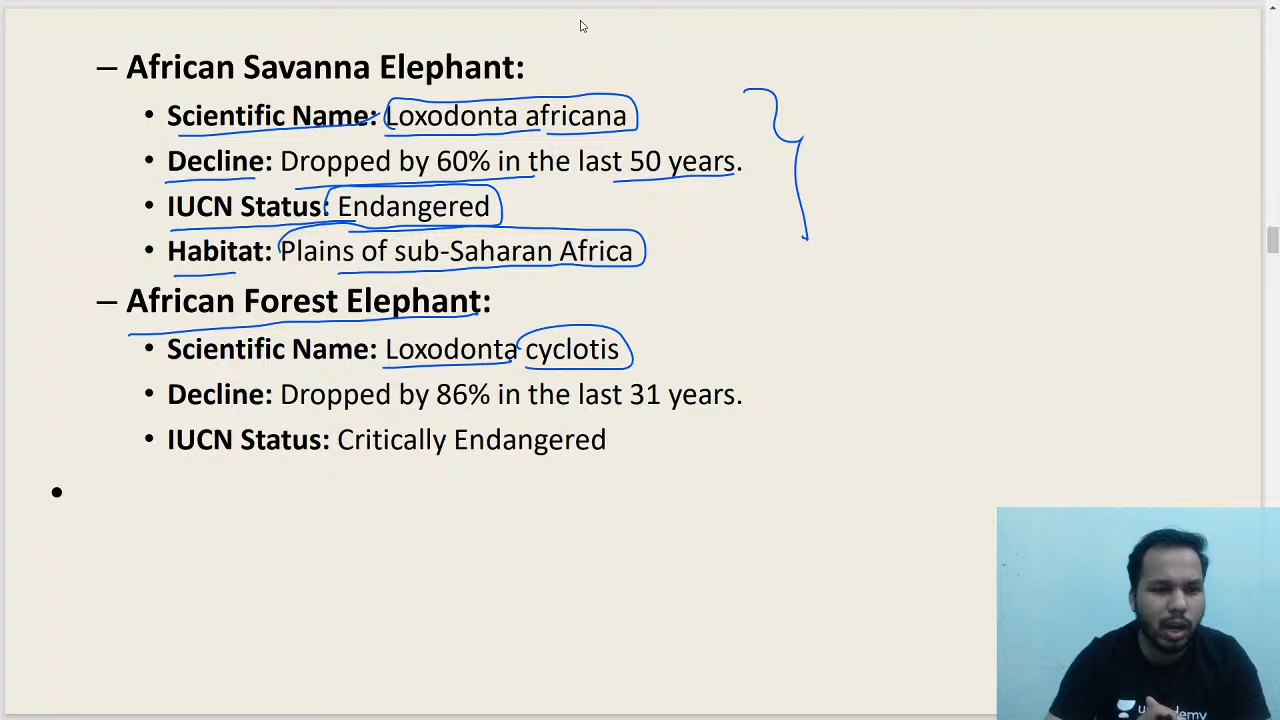 – African Savanna Elephant:
• Scientific Name: Loxodonta africana
• Decline: Dropped by 60% in the last 50 years.
• IUCN Status: Endangered
• Habitat: Plains of sub-Saharan Africa
– African Forest Elephant:
• Scientific Name: Loxodonta cyclotis
• Decline: Dropped by 86% in the last 31 years.
• IUCN Status: Critically Endangered
•